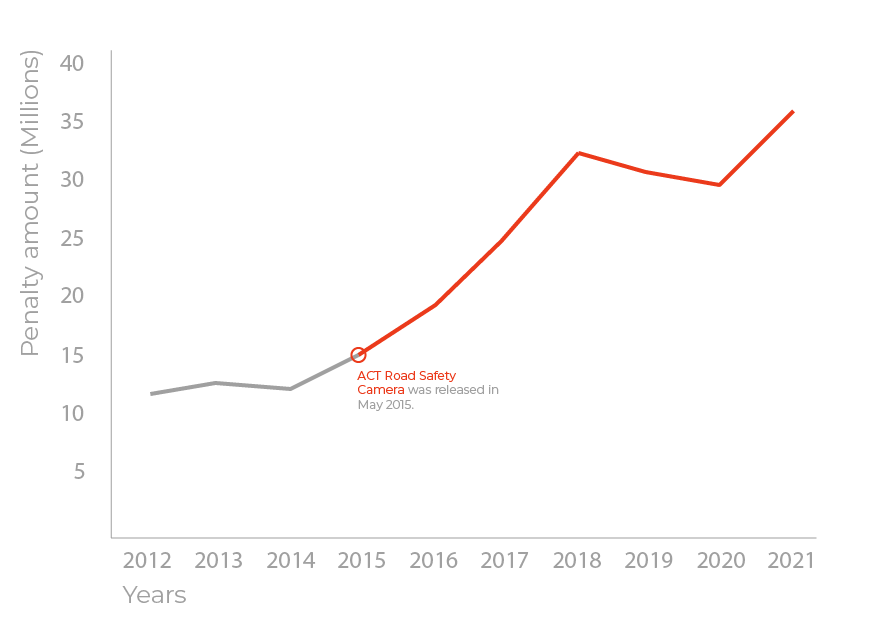 Penalty amount (Millions)
40
35
30
25
20
15
10
5
ACT Road Safety
Camera was released in
May 2015.
2012 2013 2014 2015 2016 2017 2018 2019 2020 2021
Years